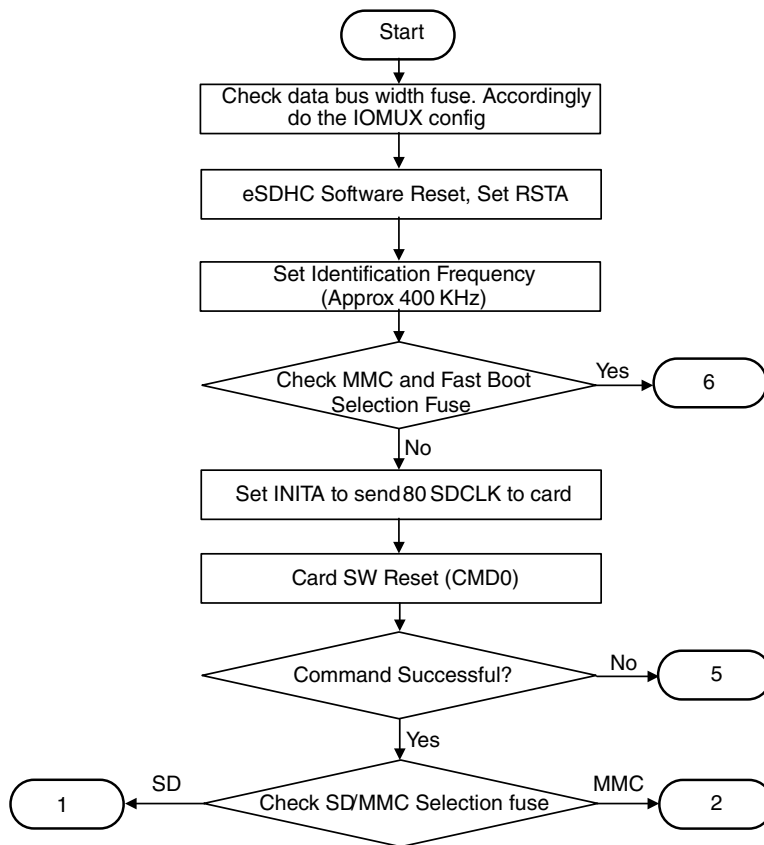 Start
Check data bus width fuse. Accordingly
do the IOMUX config
eSDHC Software Reset, Set RSTA
Set Identification Frequency
(Approx 400 KHz)
Check MMC and Fast Boot
Selection Fuse
Yes
6
No
Set INITA to send 80 SDCLK to card
Card SW Reset (CMD0)
Command Successful?
No
5
Yes
SD
1
Check SD/MMC Selection fuse
MMC
2